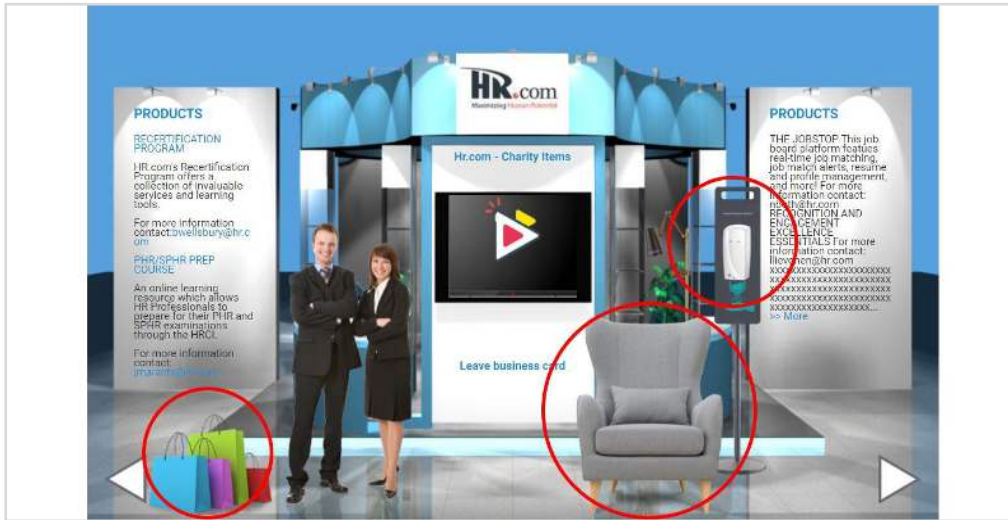 HR.com
Maximizing Human Potential
PRODUCTS
RECERTIFICATION
PROGRAM
HR.com's Recertification
Program offers a
collection of invaluable
services and learning
tools.
For more information
contact:bwellsbury@hr.c
om
PHR/SPHR PREP
COURSE
An online learning
resource which allows
HR Professionals to
prepare for their PHR and
SPHR examinations
through the HRCI.
For more information
contact:
Hr.com - Charity Items
Leave business card
PRODUCTS
THE JOBSTOP This job
board platform featues
real-time job matching,
job match alerts, resume
and profile management,
and more! For more
information contact:
RECOGNITION AND
EXCELLENCE
ESSENTIALS For more
information contact:
>> More